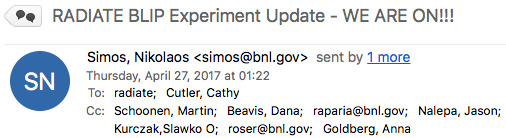 RADIATE BLIP Experiment Update - WE ARE ON!!!
SN
Simos, Nikolaos <simos@bnl.gov> sent by 1 more
Thursday, April 27, 2017 at 01:22
To: radiate; Cutler, Cathy
Cc: Schoonen, Martin; Beavis, Dana; raparia@bnl.gov; Nalepa, Jason;
Kurczak,Slawko O; roser@bnl.gov; Goldberg, Anna